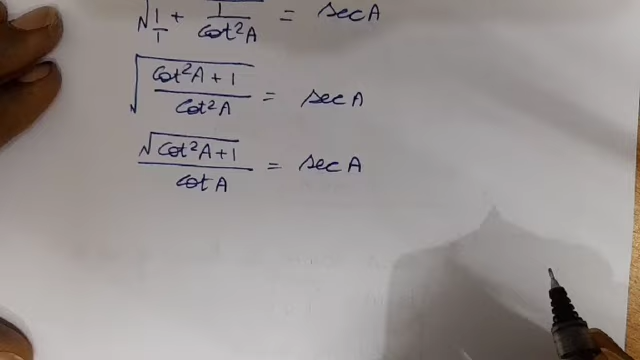 √1/1 + 1/cot²A = sec A
√(cot²A + 1)/cot²A = sec A
√cot²A + 1/cot A = sec A